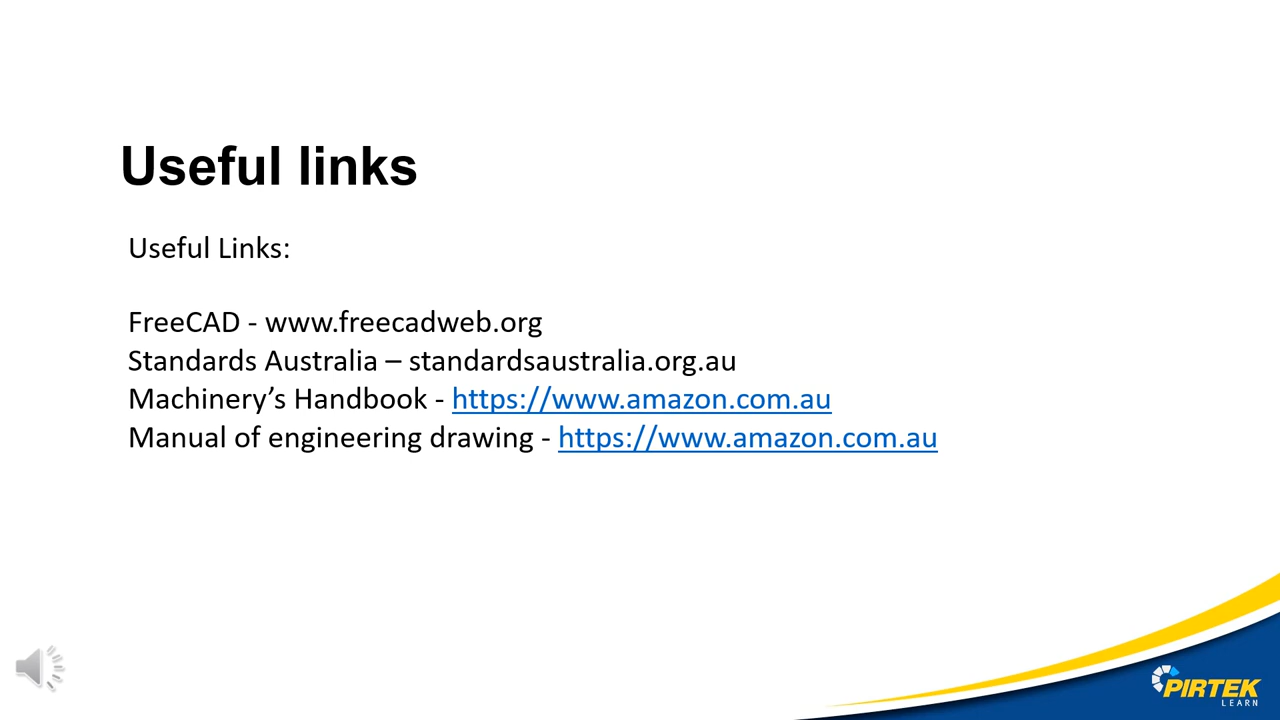 Useful links
Useful Links:
FreeCAD - www.freecadweb.org
Standards Australia – standardsaustralia.org.au
Machinery’s Handbook - https://www.amazon.com.au
Manual of engineering drawing - https://www.amazon.com.au
PIRTEK
LEARN